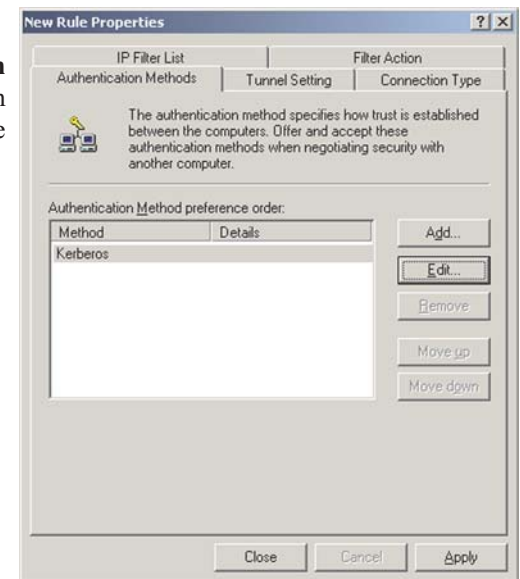 New Rule Properties
IP Filter List
Filter Action
Authentication Methods
Tunnel Setting
Connection Type
The authentication method specifies how trust is established
between the computers. Offer and accept these
authentication methods when negotiating security with
another computer.
Authentication Method preference order:
Method Details
Kerberos
Add...
Edit...
Remove
Move up
Move down
Close Cancel Apply